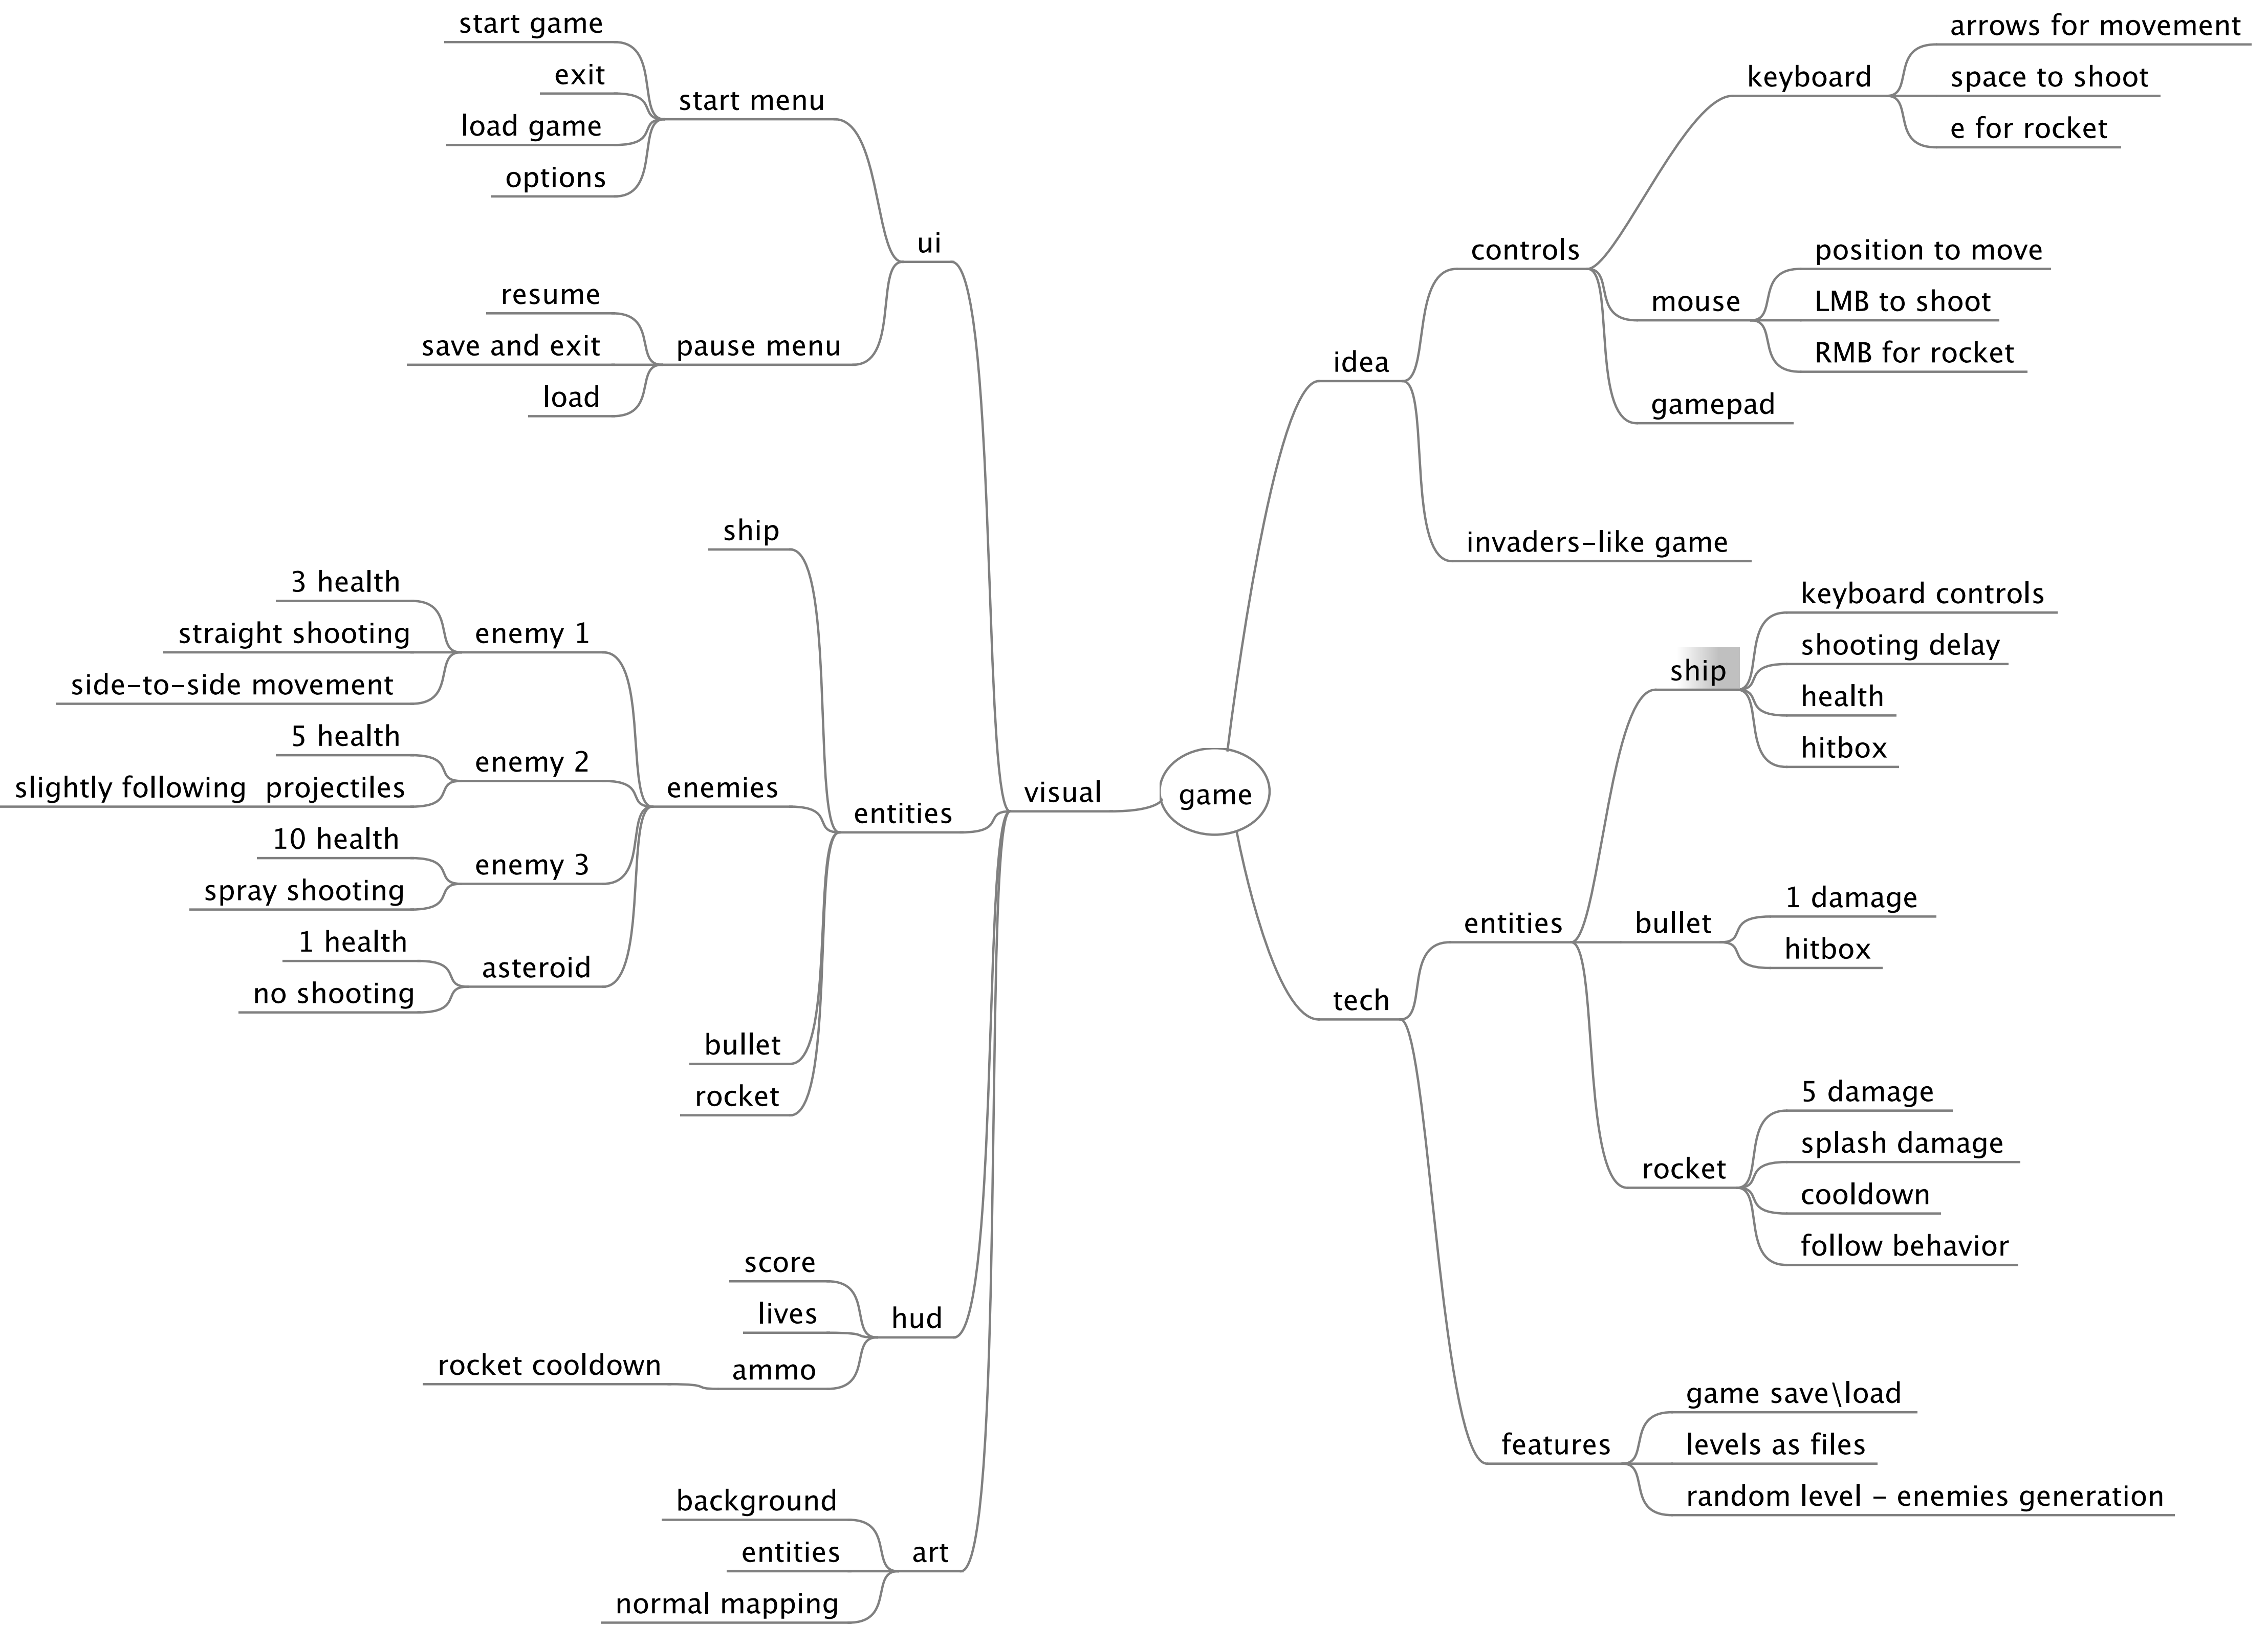 start game
exit
load game
options
start menu
ui
resume
save and exit
load
pause menu
ship
3 health
straight shooting
side-to-side movement
enemy 1
5 health
slightly following  projectiles
enemy 2
10 health
spray shooting
enemy 3
1 health
no shooting
asteroid
enemies
bullet
rocket
entities
visual
score
lives
hud
rocket cooldown
ammo
background
entities
normal mapping
art
game
idea
controls
keyboard
arrows for movement
space to shoot
e for rocket
mouse
position to move
LMB to shoot
RMB for rocket
gamepad
invaders-like game
tech
entities
ship
keyboard controls
shooting delay
health
hitbox
bullet
1 damage
hitbox
rocket
5 damage
splash damage
cooldown
follow behavior
features
game save\load
levels as files
random level - enemies generation